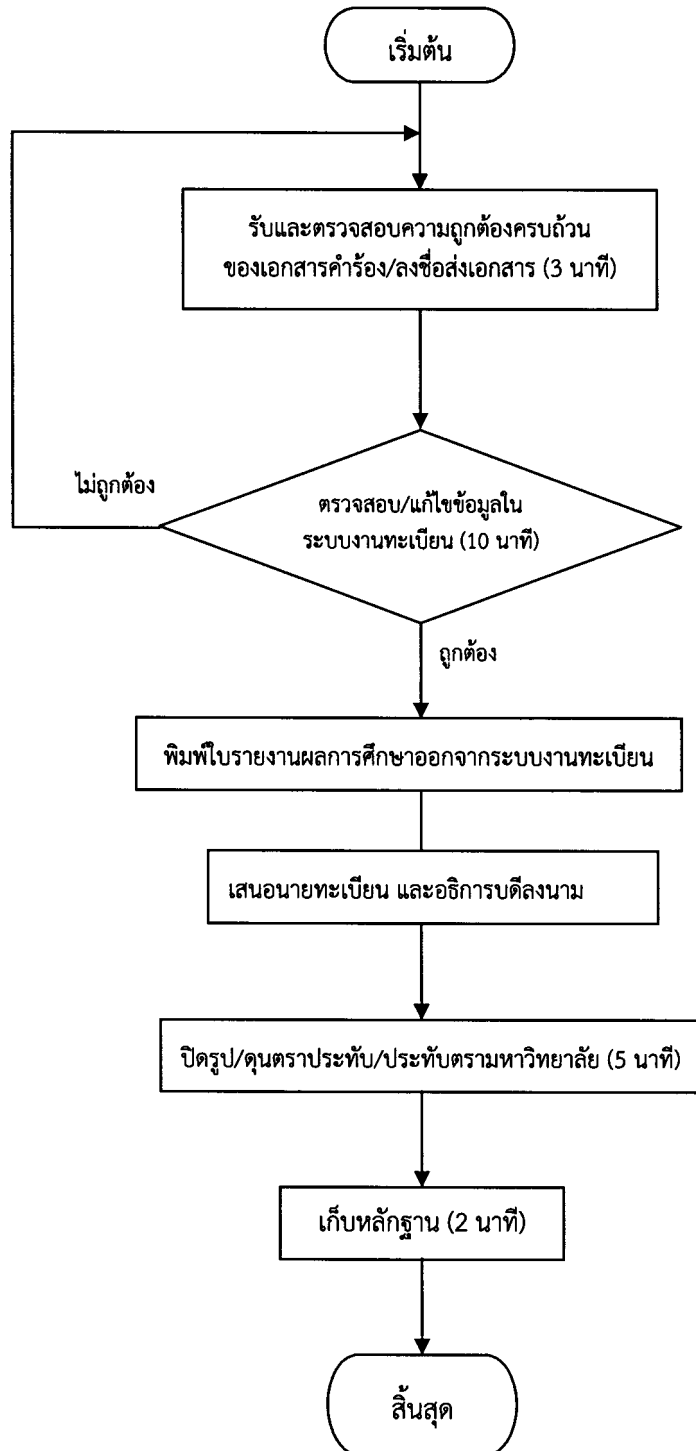 เริ่มต้น
รับและตรวจสอบความถูกต้องครบถ้วน
ของเอกสารคำร้อง/ลงชื่อส่งเอกสาร (3 นาที)
ไม่ถูกต้อง
ตรวจสอบ/แก้ไขข้อมูลใน
ระบบงานทะเบียน (10 นาที)
ถูกต้อง
พิมพ์ใบรายงานผลการศึกษาออกจากระบบงานทะเบียน
เสนอนายทะเบียน และอธิการบดีลงนาม
ปิดรูป/ดุนตราประทับ/ประทับตรามหาวิทยาลัย (5 นาที)
เก็บหลักฐาน (2 นาที)
สิ้นสุด